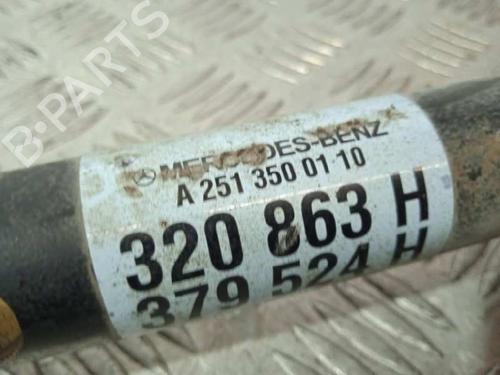 B-PARTS
MERCEDES-BENZ
A 251 350 01 10
320 863 H
379 524 H